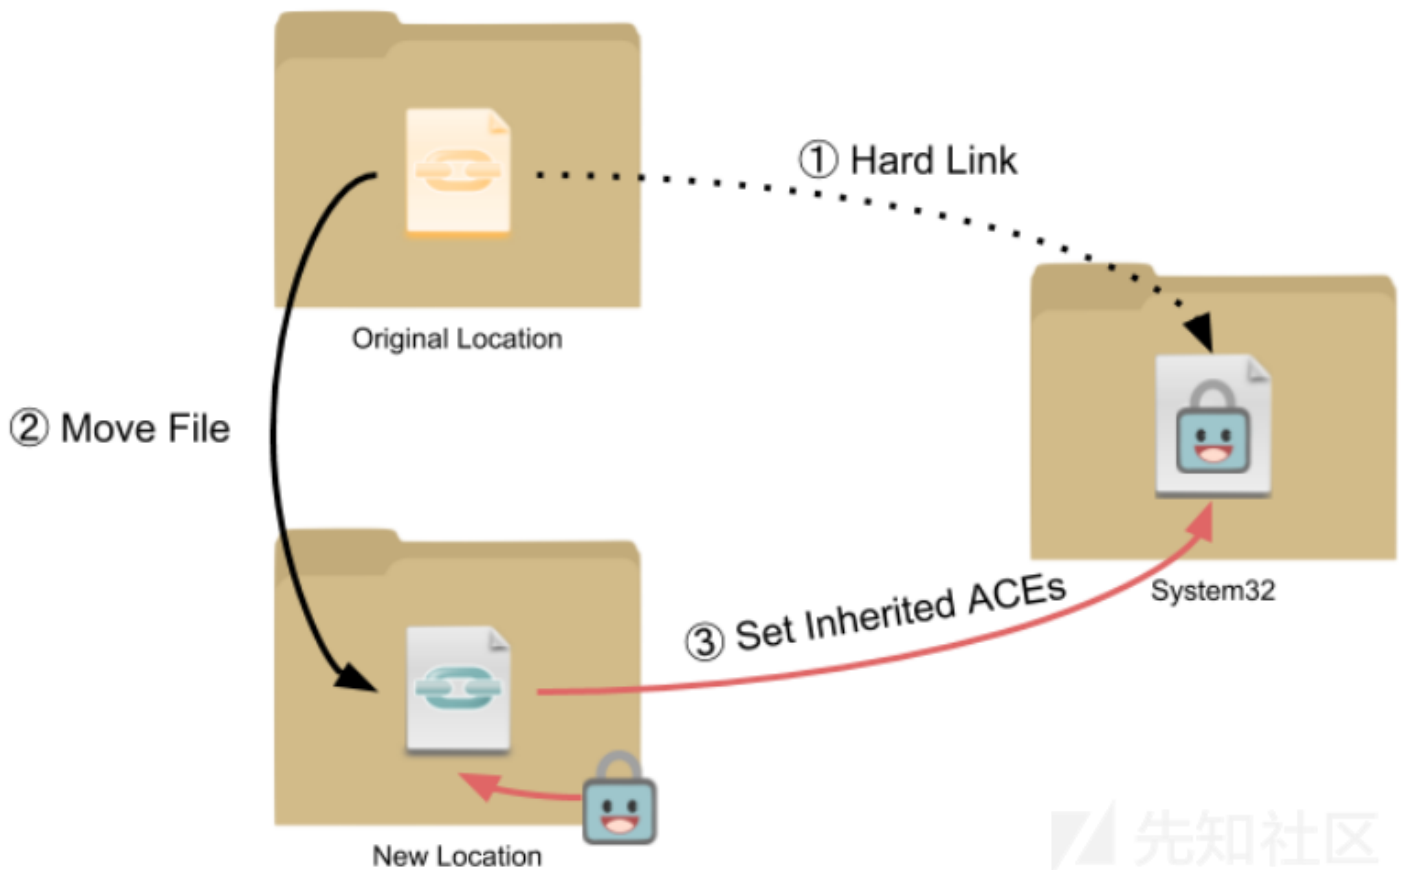 ① Hard Link
Original Location
② Move File
System32
③ Set Inherited ACEs
New Location
先知社区